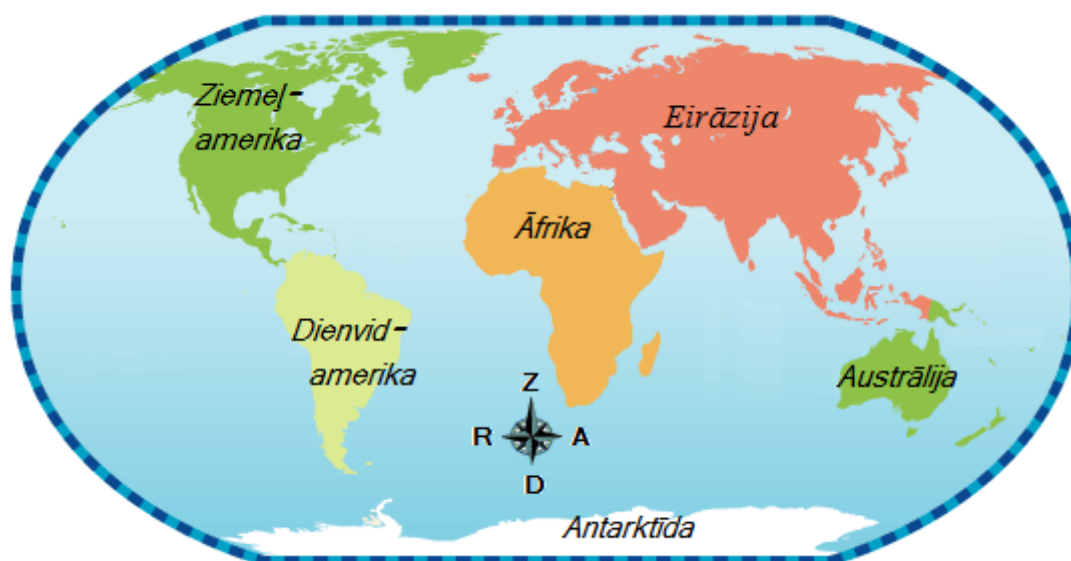 Ziemeļ-
amerika
Eirāzija
Āfrika
Dienvid-
amerika
Austrālija
Z
R A
D
Antarktīda